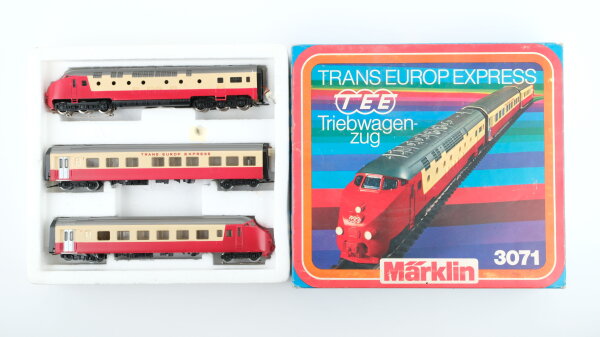 TRANS EUROP EXPRESS
TRANS EUROP EXPRESS
TEE
Triebwagen-
zug
Märklin
3071